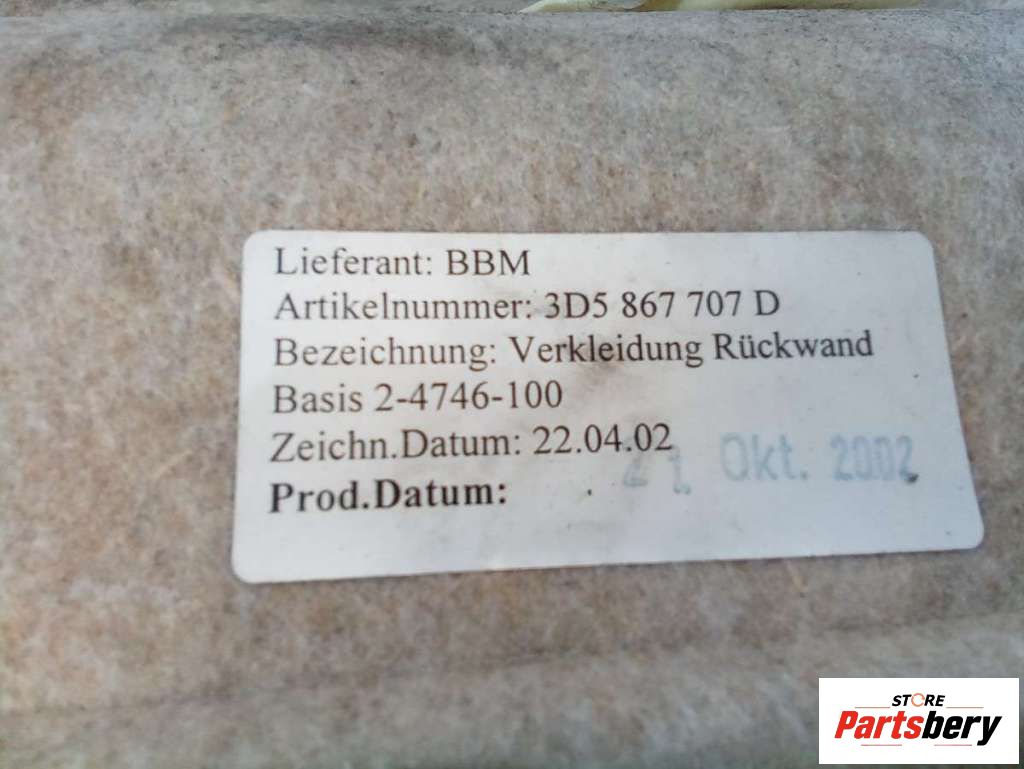 Lieferant: BBM
Artikelnummer: 3D5 867 707 D
Bezeichnung: Verkleidung Rückwand
Basis 2-4746-100
Zeichn.Datum: 22.04.02
Prod.Datum: 21. Okt. 2002
STORE
Partsbery